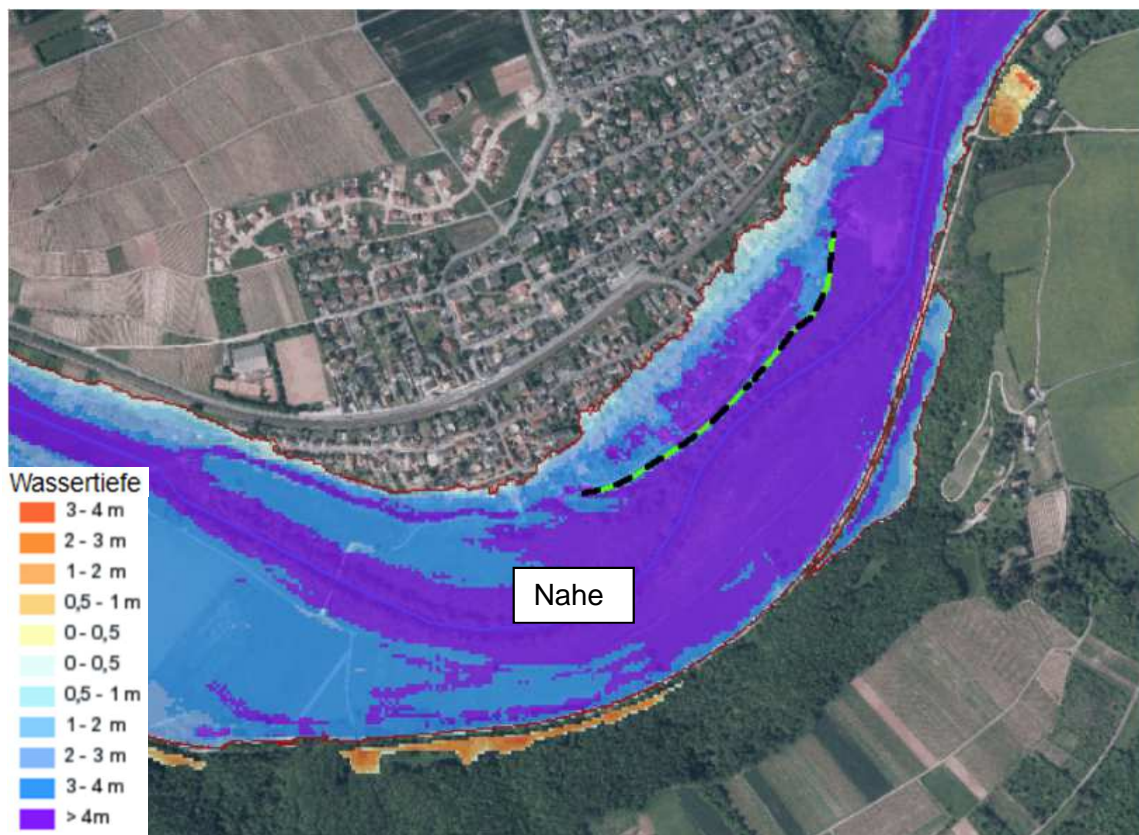 Nahe
Wassertiefe
3 - 4 m
2 - 3 m
1 - 2 m
0,5 - 1 m
0 - 0,5
0 - 0,5
0,5 - 1 m
1 - 2 m
2 - 3 m
3 - 4 m
> 4m